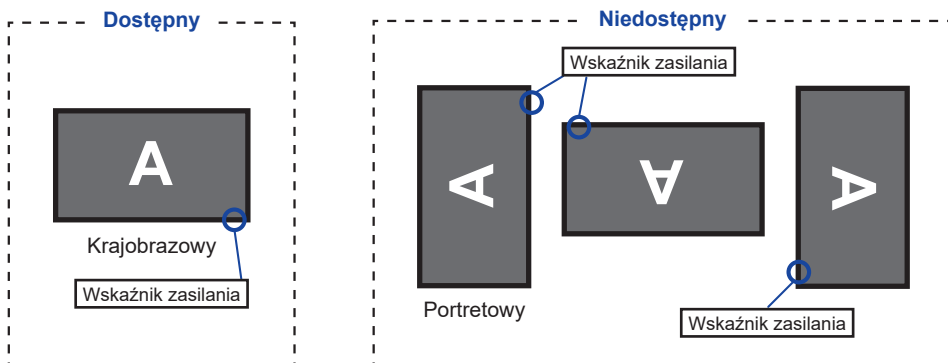 Dostępny
Niedostępny
Wskaźnik zasilania
A
A
A
A
Krajobrazowy
Wskaźnik zasilania
Portretowy
Wskaźnik zasilania